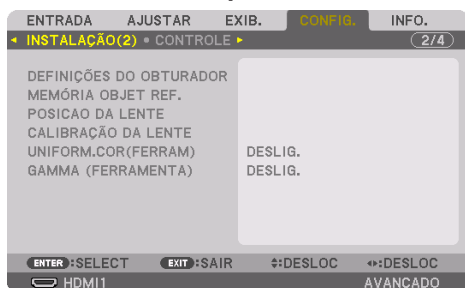 ENTRADA AJUSTAR EXIB. CONFIG. INFO.
INSTALAÇÃO(2) • CONTROLE 2/4
DEFINIÇÕES DO OBTURADOR
MEMÓRIA OBJET REF.
POSICAO DA LENTE
CALIBRAÇÃO DA LENTE
UNIFORM.COR(FERRAM) DESLIG.
GAMMA (FERRAMENTA) DESLIG.
ENTER :SELECT EXIT :SAIR :DESLOC :DESLOC
HDMI1 AVANÇADO